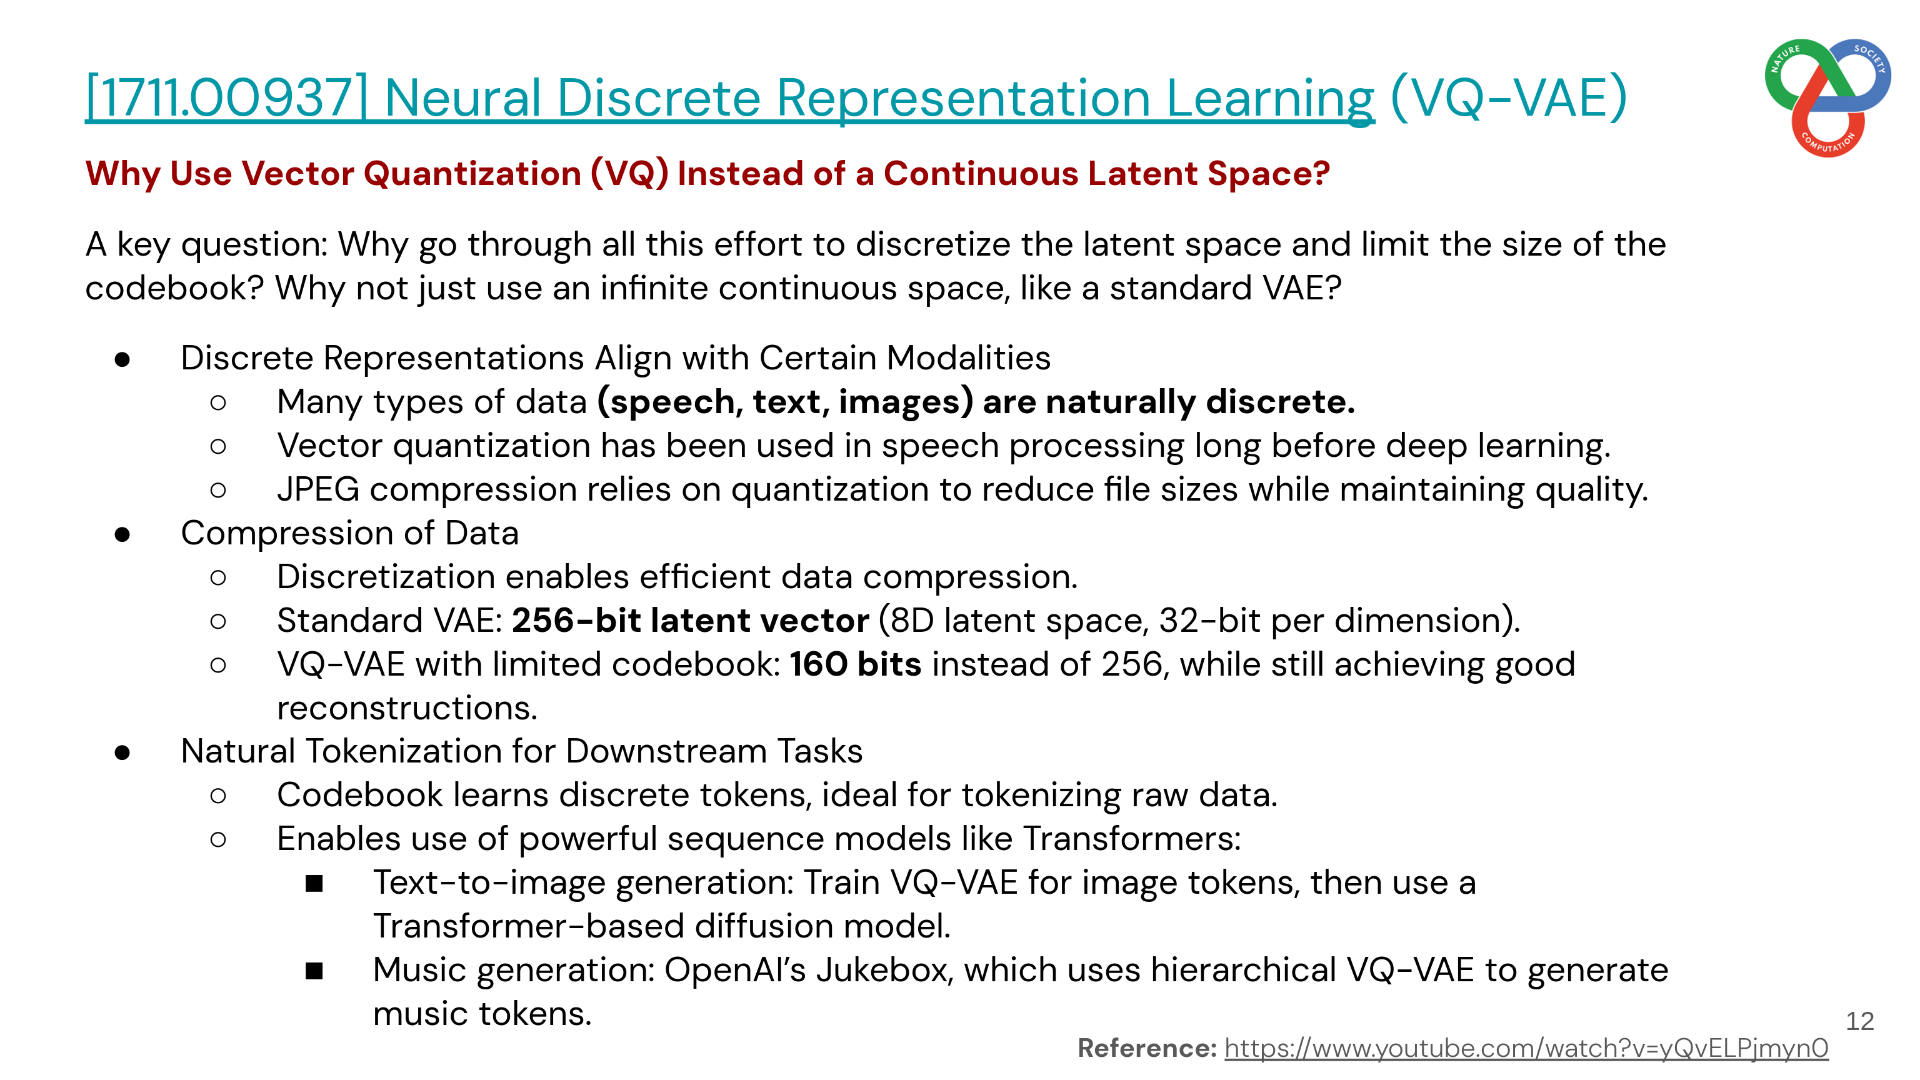 [1711.00937] Neural Discrete Representation Learning (VQ-VAE)
NATURE
SOCIETY
COMPUTATION
Why Use Vector Quantization (VQ) Instead of a Continuous Latent Space?
A key question: Why go through all this effort to discretize the latent space and limit the size of the
codebook? Why not just use an infinite continuous space, like a standard VAE?
● Discrete Representations Align with Certain Modalities
○ Many types of data (speech, text, images) are naturally discrete.
○ Vector quantization has been used in speech processing long before deep learning.
○ JPEG compression relies on quantization to reduce file sizes while maintaining quality.
● Compression of Data
○ Discretization enables efficient data compression.
○ Standard VAE: 256-bit latent vector (8D latent space, 32-bit per dimension).
○ VQ-VAE with limited codebook: 160 bits instead of 256, while still achieving good
reconstructions.
● Natural Tokenization for Downstream Tasks
○ Codebook learns discrete tokens, ideal for tokenizing raw data.
○ Enables use of powerful sequence models like Transformers:
■ Text-to-image generation: Train VQ-VAE for image tokens, then use a
Transformer-based diffusion model.
■ Music generation: OpenAI’s Jukebox, which uses hierarchical VQ-VAE to generate
music tokens.
12
Reference: https://www.youtube.com/watch?v=yQvELPjmyn0